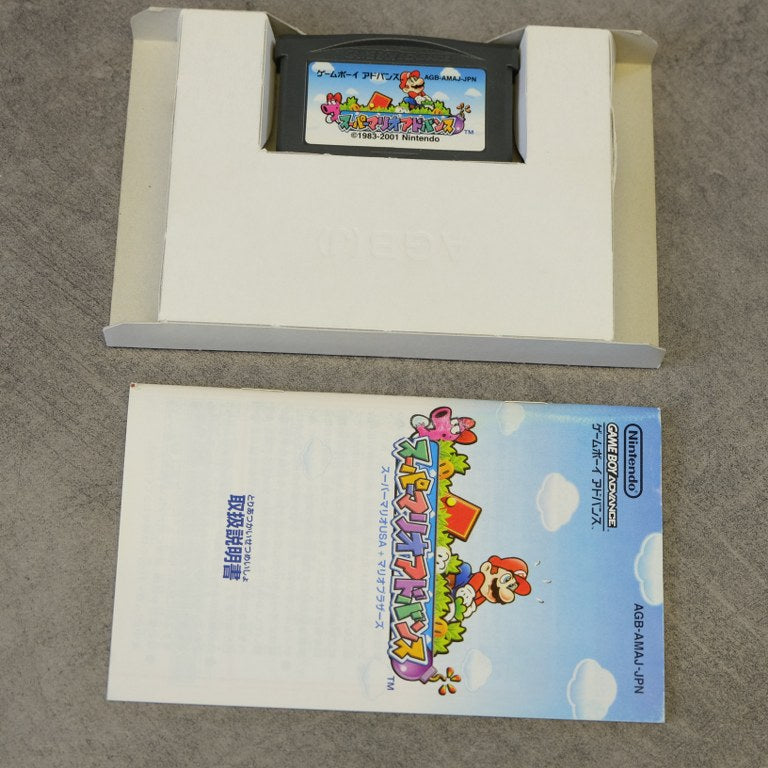 ゲームボーイ アドバンス
AGB-AMAJ-JPN
スーパーマリオアドバンス
TM
©1983-2001 Nintendo
Nintendo
GAME BOY ADVANCE
ゲームボーイ アドバンス
AGB-AMAJ-JPN
スーパーマリオアドバンス
TM
スーパーマリオUSA + マリオブラザーズ
とりあつかいせつめいしょ
取扱説明書